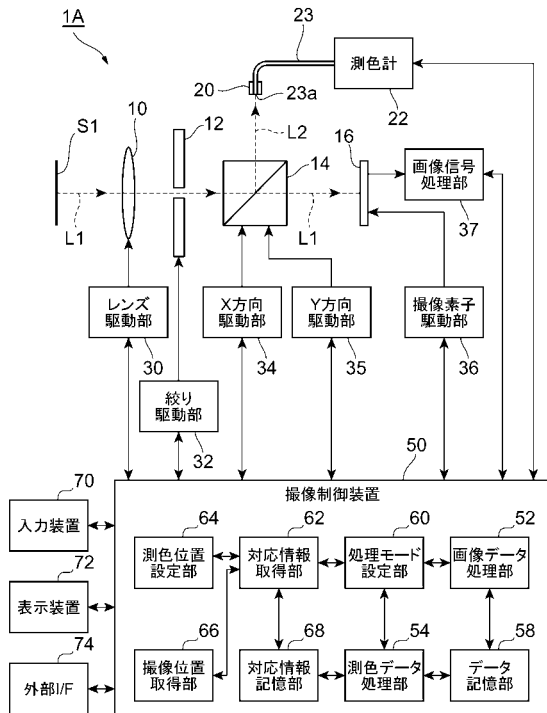 1A
23
測色計
20
23a
22
S1
10
12
L2
16
14
画像信号
処理部
L1
L1
37
レンズ
駆動部
X方向
駆動部
Y方向
駆動部
撮像素子
駆動部
30
34
35
36
絞り
駆動部
32
50
撮像制御装置
70
入力装置
64
測色位置
設定部
62
対応情報
取得部
60
処理モード
設定部
52
画像データ
処理部
72
表示装置
66
撮像位置
取得部
68
対応情報
記憶部
54
測色データ
処理部
58
データ
記憶部
74
外部I/F